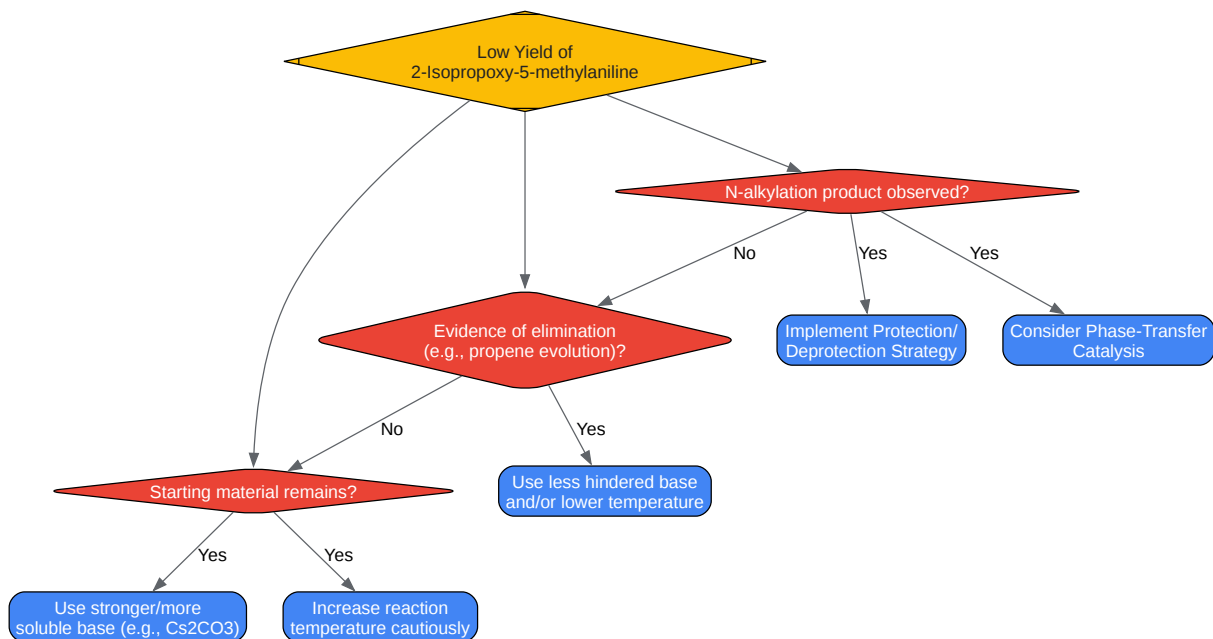 Low Yield of
2-Isopropoxy-5-methylaniline
N-alkylation product observed?
No
Yes
Yes
Evidence of elimination
(e.g., propene evolution)?
Implement Protection/
Deprotection Strategy
Consider Phase-Transfer
Catalysis
No
Yes
Starting material remains?
Use less hindered base
and/or lower temperature
Yes
Yes
Use stronger/more
soluble base (e.g., Cs2CO3)
Increase reaction
temperature cautiously